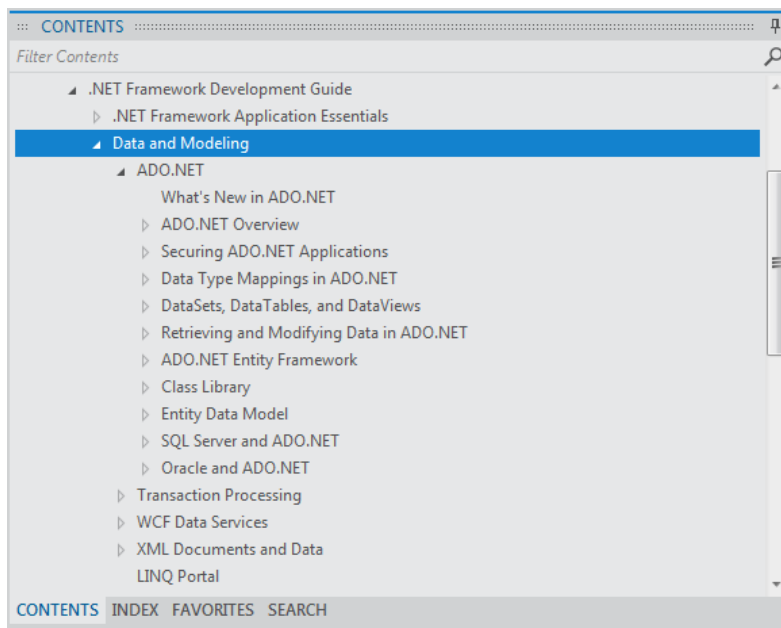 CONTENTS
Filter Contents
.NET Framework Development Guide
.NET Framework Application Essentials
Data and Modeling
ADO.NET
What's New in ADO.NET
ADO.NET Overview
Securing ADO.NET Applications
Data Type Mappings in ADO.NET
DataSets, DataTables, and DataViews
Retrieving and Modifying Data in ADO.NET
ADO.NET Entity Framework
Class Library
Entity Data Model
SQL Server and ADO.NET
Oracle and ADO.NET
Transaction Processing
WCF Data Services
XML Documents and Data
LINQ Portal
CONTENTS INDEX FAVORITES SEARCH